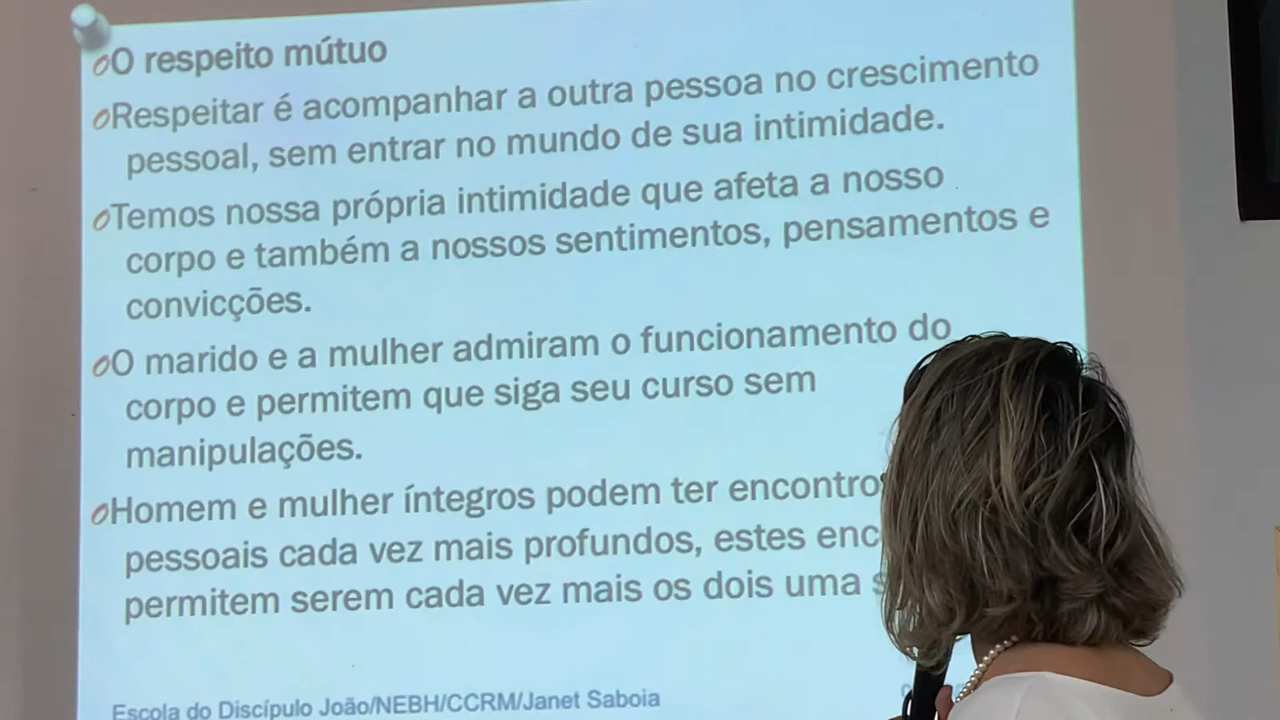 O respeito mútuo
Respeitar é acompanhar a outra pessoa no crescimento
pessoal, sem entrar no mundo de sua intimidade.
Temos nossa própria intimidade que afeta a nosso
corpo e também a nossos sentimentos, pensamentos e
convicções.
O marido e a mulher admiram o funcionamento do
corpo e permitem que siga seu curso sem
manipulações.
Homem e mulher íntegros podem ter
pessoais cada vez mais profundos, estes
permitem serem cada vez mais os dois uma
Escola do Discípulo João/NEBH/CCRM/Janet Saboia